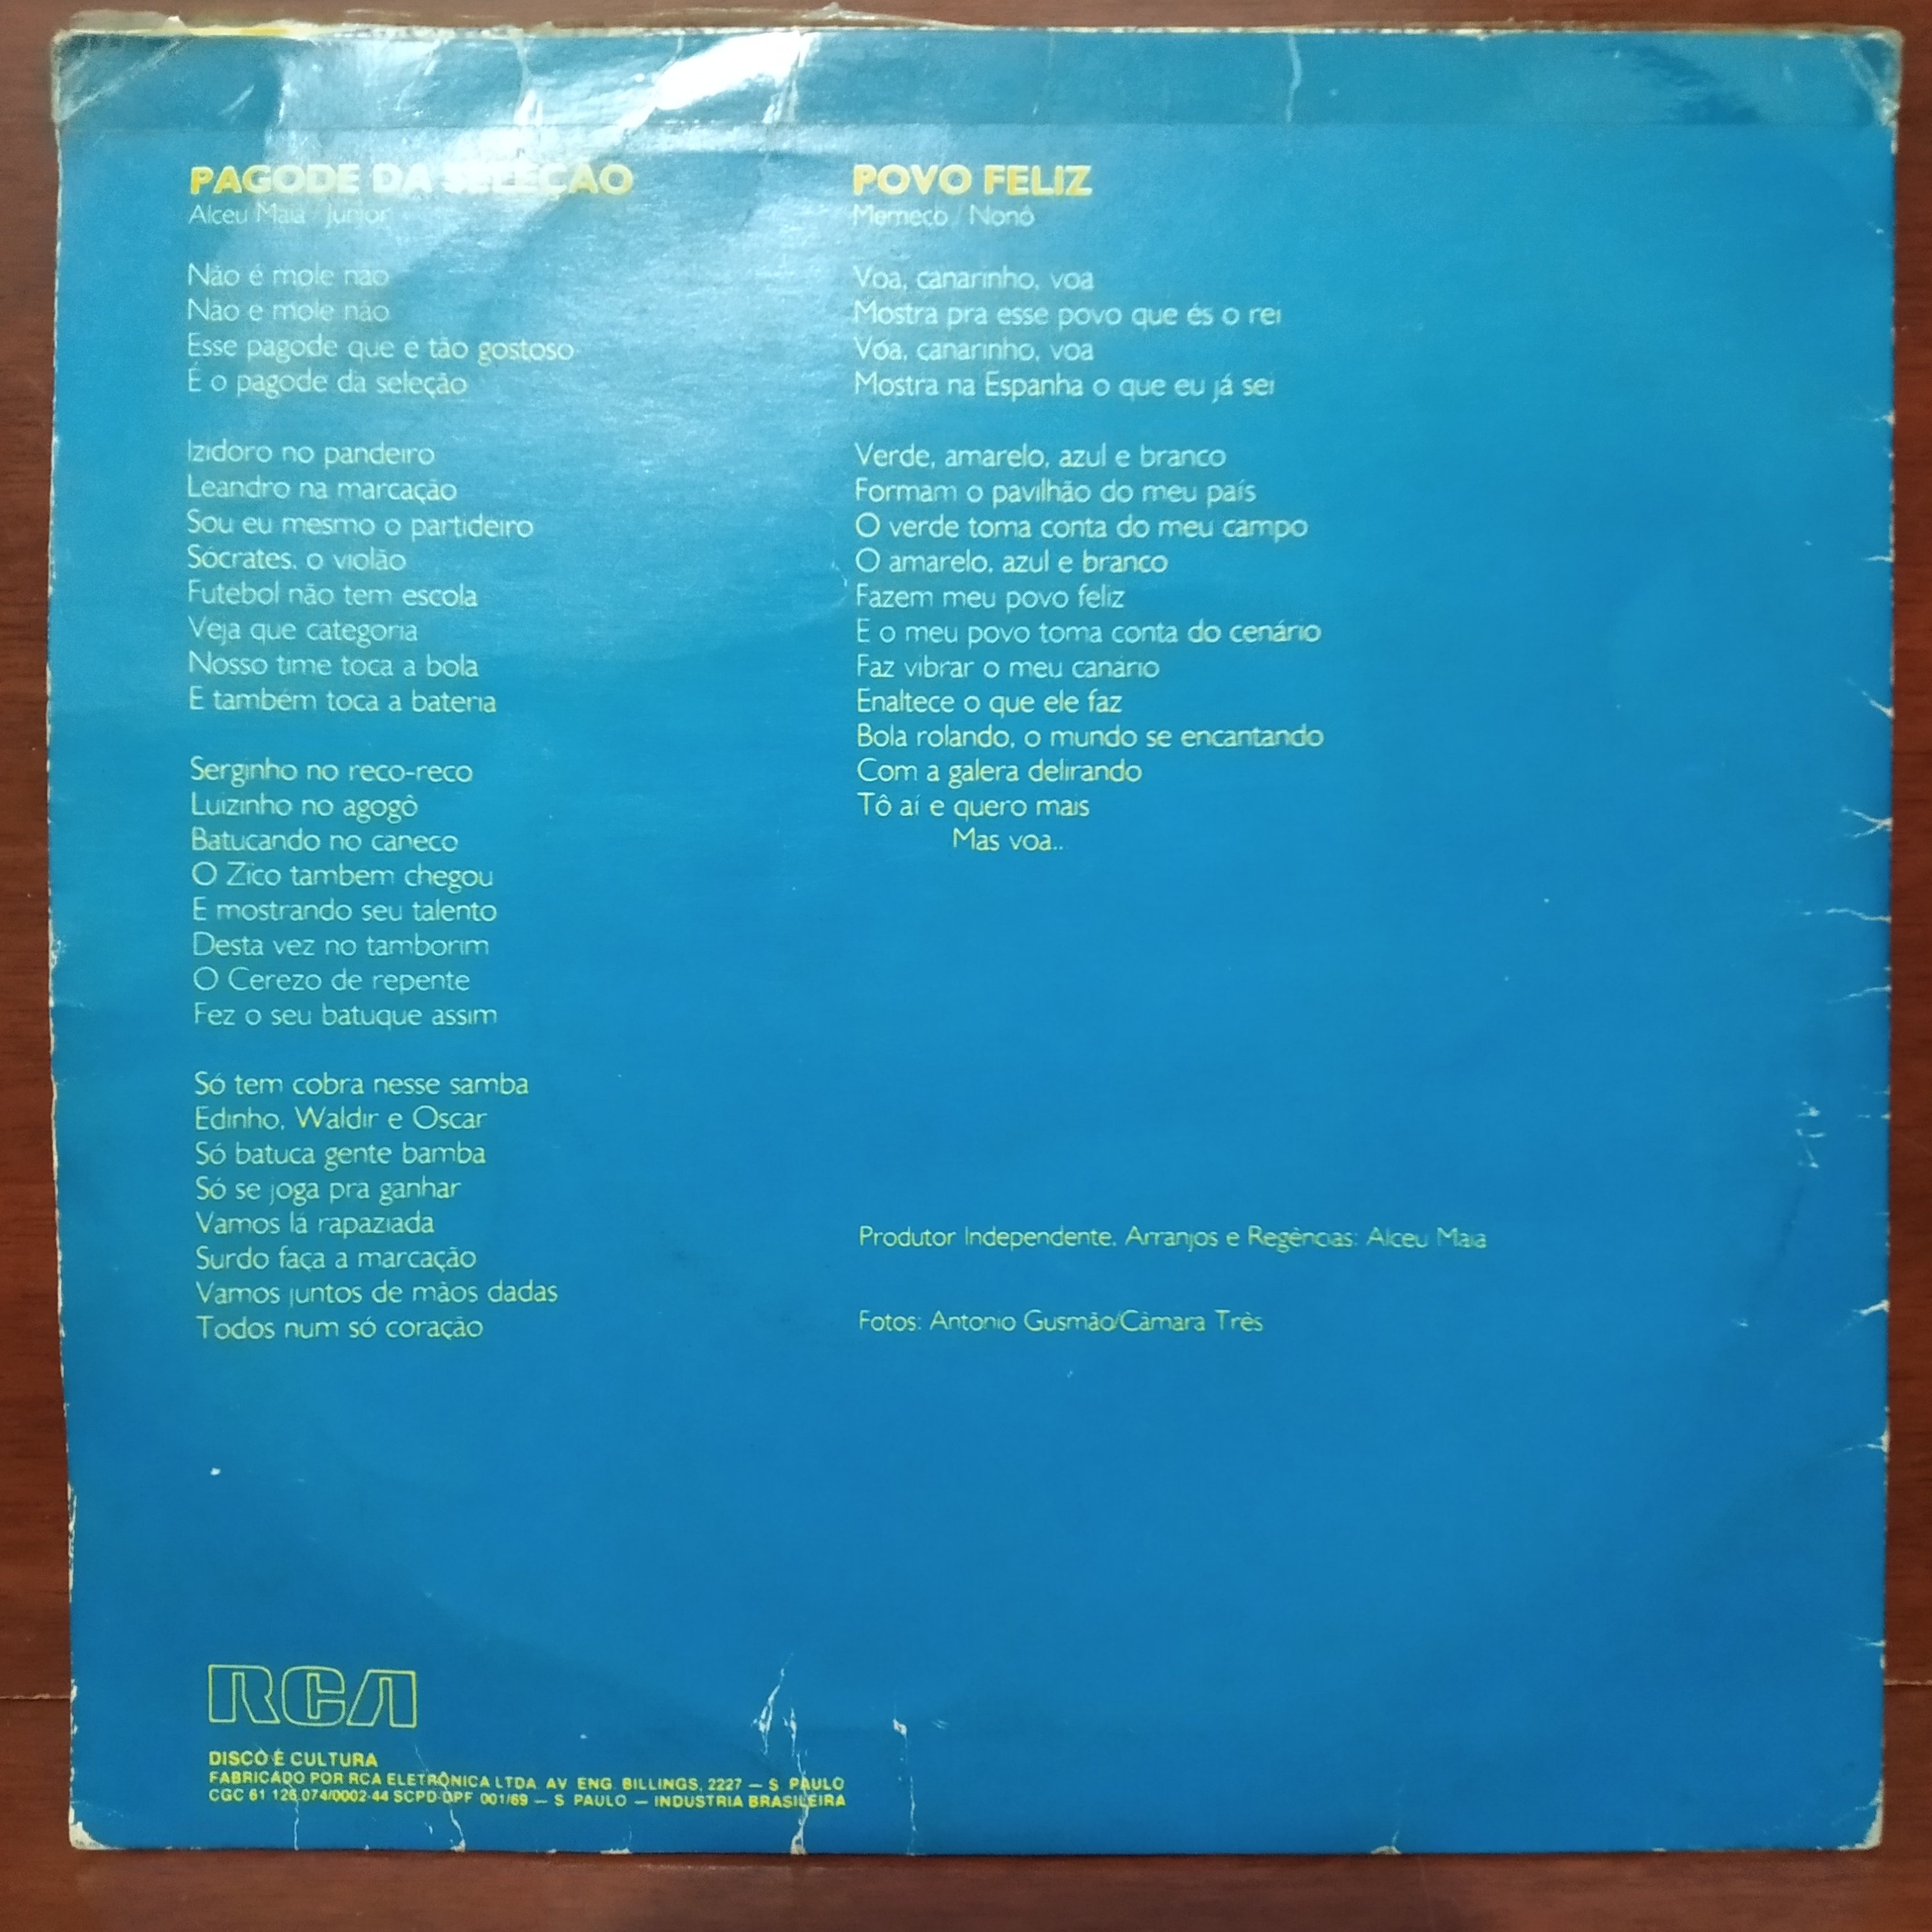 PAGODE DA SELEÇÃO
Alceu Maia / Junior
Não é mole não
Não e mole não
Esse pagode que e tão gostoso
É o pagode da seleção
Izidoro no pandeiro
Leandro na marcação
Sou eu mesmo o partideiro
Sócrates, o violão
Futebol não tem escola
Veja que categoria
Nosso time toca a bola
E também toca a bateria
Serginho no reco-reco
Luizinho no agogô
Batucando no caneco
O Zico tambem chegou
E mostrando seu talento
Desta vez no tamborim
O Cerezo de repente
Fez o seu batuque assim
Só tem cobra nesse samba
Edinho, Waldir e Oscar
Só batuca gente bamba
Só se joga pra ganhar
Vamos lá rapaziada
Surdo faça a marcação
Vamos juntos de mãos dadas
Todos num só coração
POVO FELIZ
Memeco / Nonô
Voa, canarinho, voa
Mostra pra esse povo que és o rei
Voa, canarinho, voa
Mostra na Espanha o que eu já sei
Verde, amarelo, azul e branco
Formam o pavilhão do meu país
O verde toma conta do meu campo
O amarelo, azul e branco
Fazem meu povo feliz
E o meu povo toma conta do cenário
Faz vibrar o meu canário
Enaltece o que ele faz
Bola rolando, o mundo se encantando
Com a galera delirando
Tô aí e quero mais
Mas voa..
Produtor Independente, Arranjos e Regências: Alceu Maia
Fotos: Antonio Gusmão/Câmara Três
RCA
DISCO É CULTURA
FABRICADO POR RCA ELETRÔNICA LTDA. AV. ENG. BILLINGS, 2227 — S. PAULO
CGC 61.126.074/0002-44 SCPD-DPF 001/69 — S. PAULO — INDUSTRIA BRASILEIRA